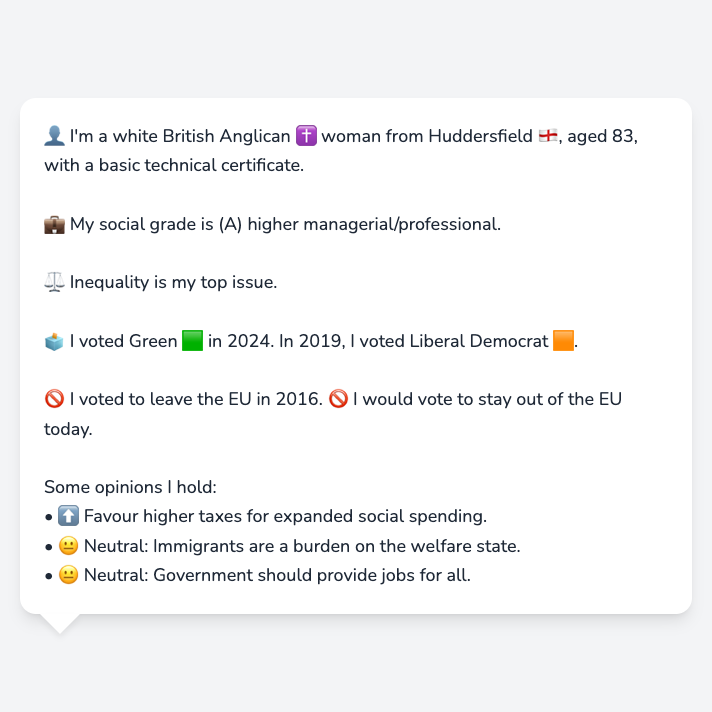 👤 I'm a white British Anglican ✝️ woman from Huddersfield 🏴󠁧󠁢󠁥󠁮󠁧󠁿, aged 83,
with a basic technical certificate.
💼 My social grade is (A) higher managerial/professional.
⚖️ Inequality is my top issue.
🗳️ I voted Green 🟩 in 2024. In 2019, I voted Liberal Democrat 🟧.
🚫 I voted to leave the EU in 2016. 🚫 I would vote to stay out of the EU
today.
Some opinions I hold:
• ⬆️ Favour higher taxes for expanded social spending.
• 😐 Neutral: Immigrants are a burden on the welfare state.
• 😐 Neutral: Government should provide jobs for all.